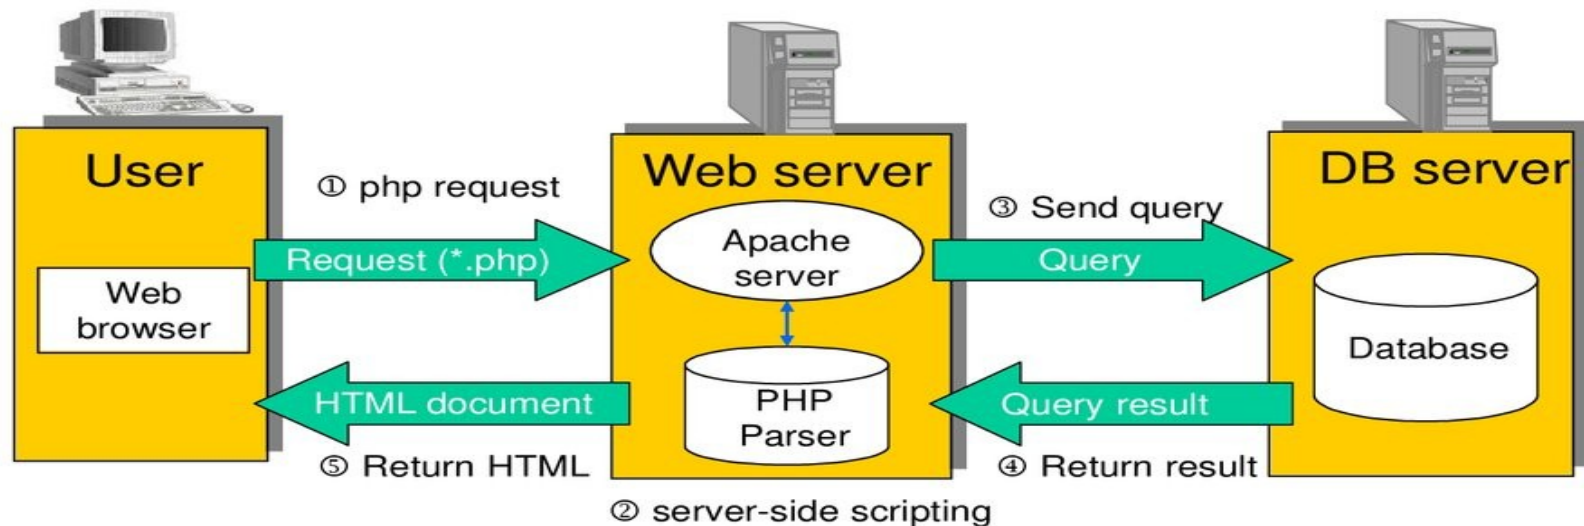 User
Web
browser
① php request
Request (*.php)
HTML document
⑤ Return HTML
Web server
Apache
server
PHP
Parser
② server-side scripting
③ Send query
Query
Query result
④ Return result
DB server
Database